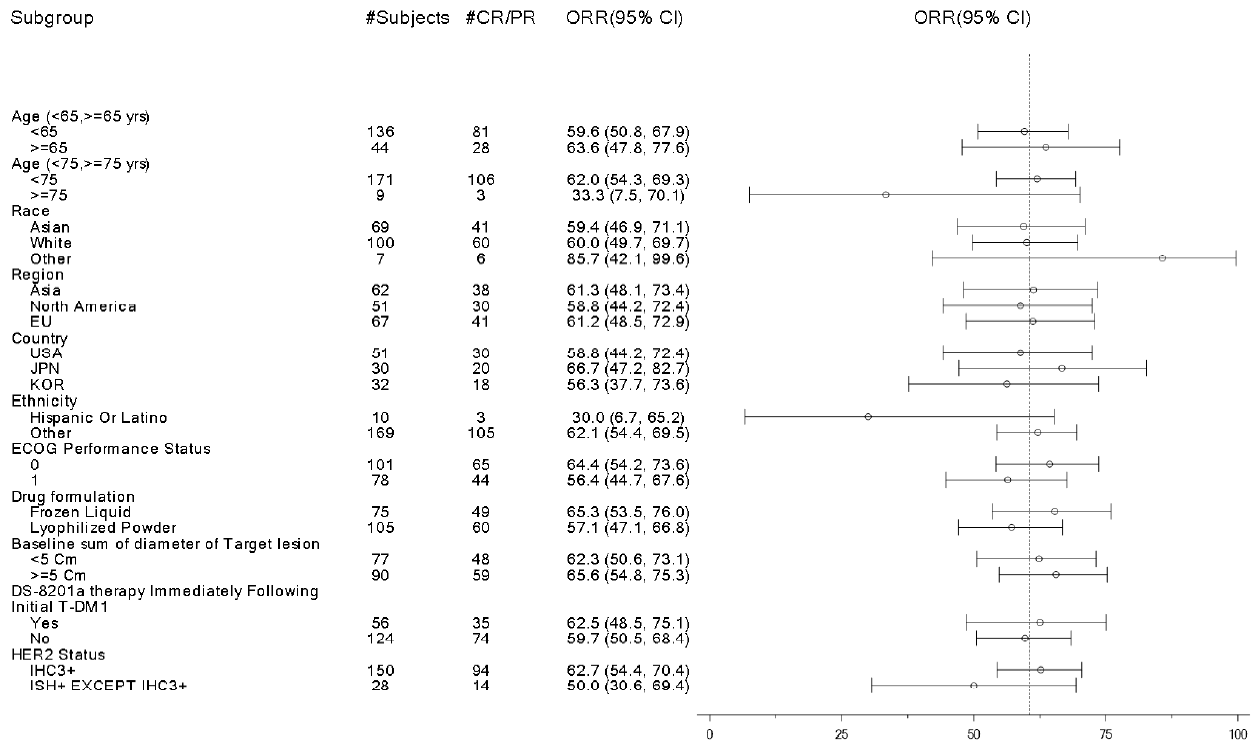 Subgroup #Subjects #CR/PR ORR(95% CI) ORR(95% CI)
Age (<65,>=65 yrs)
<65 136 81 59.6 (50.8, 67.9)
>=65 44 28 63.6 (47.8, 77.6)
Age (<75,>=75 yrs)
<75 171 106 62.0 (54.3, 69.3)
>=75 9 3 33.3 (7.5, 70.1)
Race
Asian 69 41 59.4 (46.9, 71.1)
White 100 60 60.0 (49.7, 69.7)
Other 7 6 85.7 (42.1, 99.6)
Region
Asia 62 38 61.3 (48.1, 73.4)
North America 51 30 58.8 (44.2, 72.4)
EU 67 41 61.2 (48.5, 72.9)
Country
USA 51 30 58.8 (44.2, 72.4)
JPN 30 20 66.7 (47.2, 82.7)
KOR 32 18 56.3 (37.7, 73.6)
Ethnicity
Hispanic Or Latino 10 3 30.0 (6.7, 65.2)
Other 169 105 62.1 (54.4, 69.5)
ECOG Performance Status
0 101 65 64.4 (54.2, 73.6)
1 78 44 56.4 (44.7, 67.6)
Drug formulation
Frozen Liquid 75 49 65.3 (53.5, 76.0)
Lyophilized Powder 105 60 57.1 (47.1, 66.8)
Baseline sum of diameter of Target lesion
<5 Cm 77 48 62.3 (50.6, 73.1)
>=5 Cm 90 59 65.6 (54.8, 75.3)
DS-8201a therapy Immediately Following
Initial T-DM1
Yes 56 35 62.5 (48.5, 75.1)
No 124 74 59.7 (50.5, 68.4)
HER2 Status
IHC3+ 150 94 62.7 (54.4, 70.4)
ISH+ EXCEPT IHC3+ 28 14 50.0 (30.6, 69.4)
0 25 50 75 100